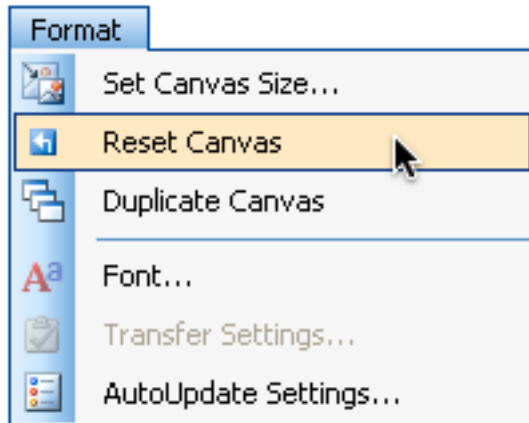 Format
Set Canvas Size...
Reset Canvas
Duplicate Canvas
Font...
Transfer Settings...
AutoUpdate Settings...